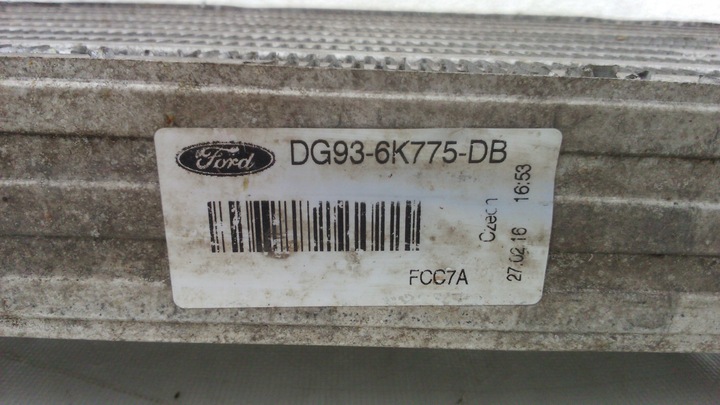 Ford
DG93-6K775-DB
FCC7A
Czech
27.02.16 16:53